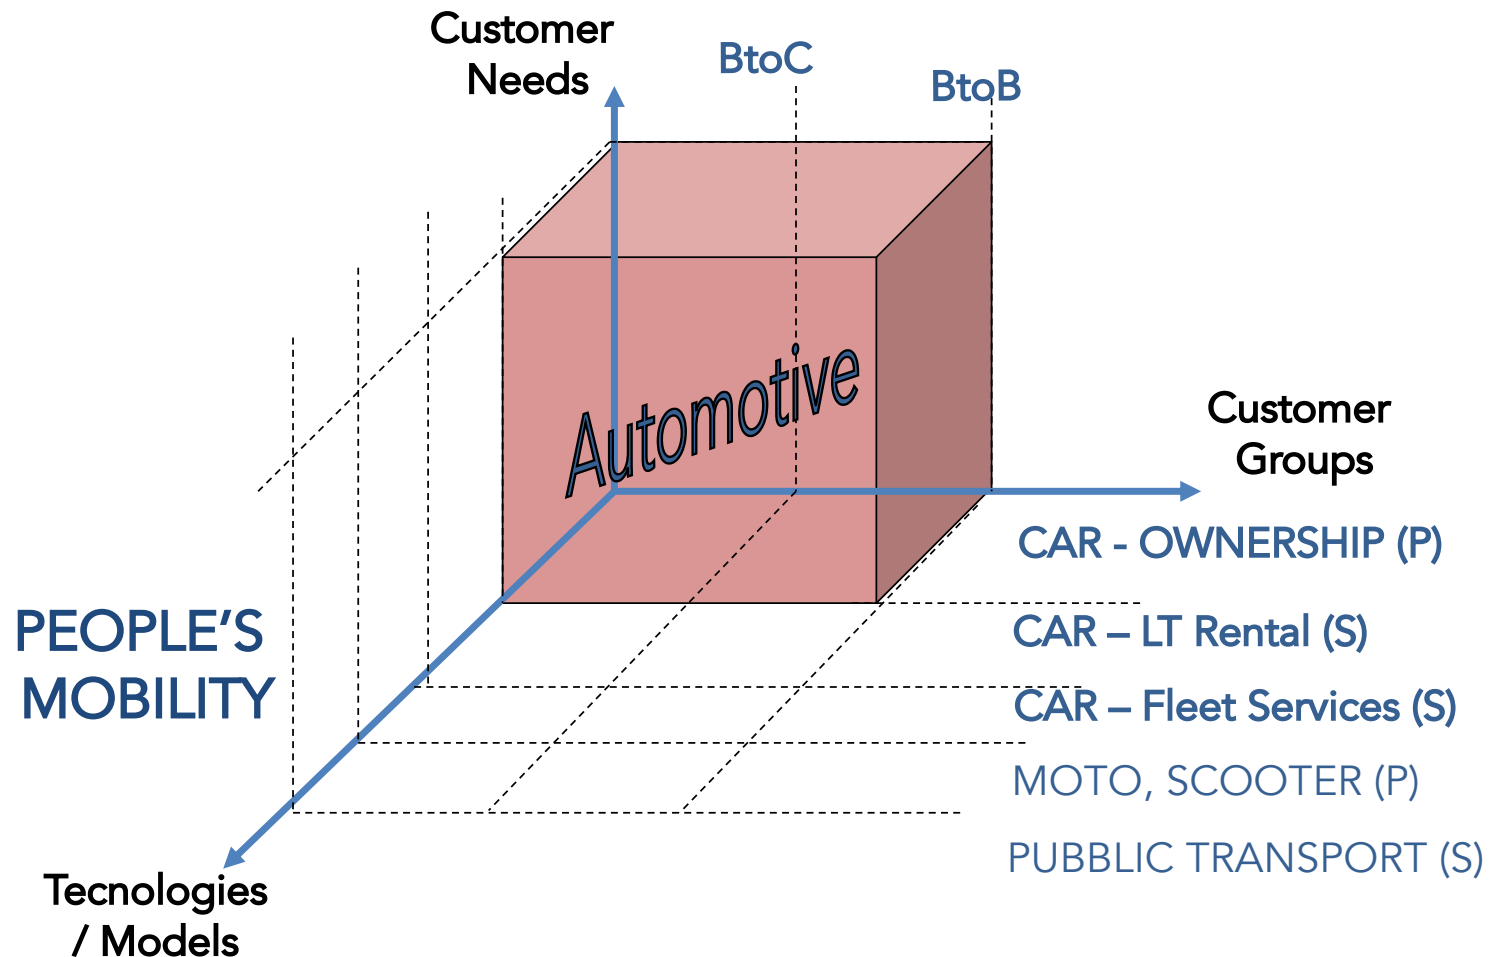 Customer
Needs
BtoC
BtoB
Automotive
Customer
Groups
CAR - OWNERSHIP (P)
CAR – LT Rental (S)
CAR – Fleet Services (S)
MOTO, SCOOTER (P)
PUBBLIC TRANSPORT (S)
PEOPLE’S
MOBILITY
Tecnologies
/ Models